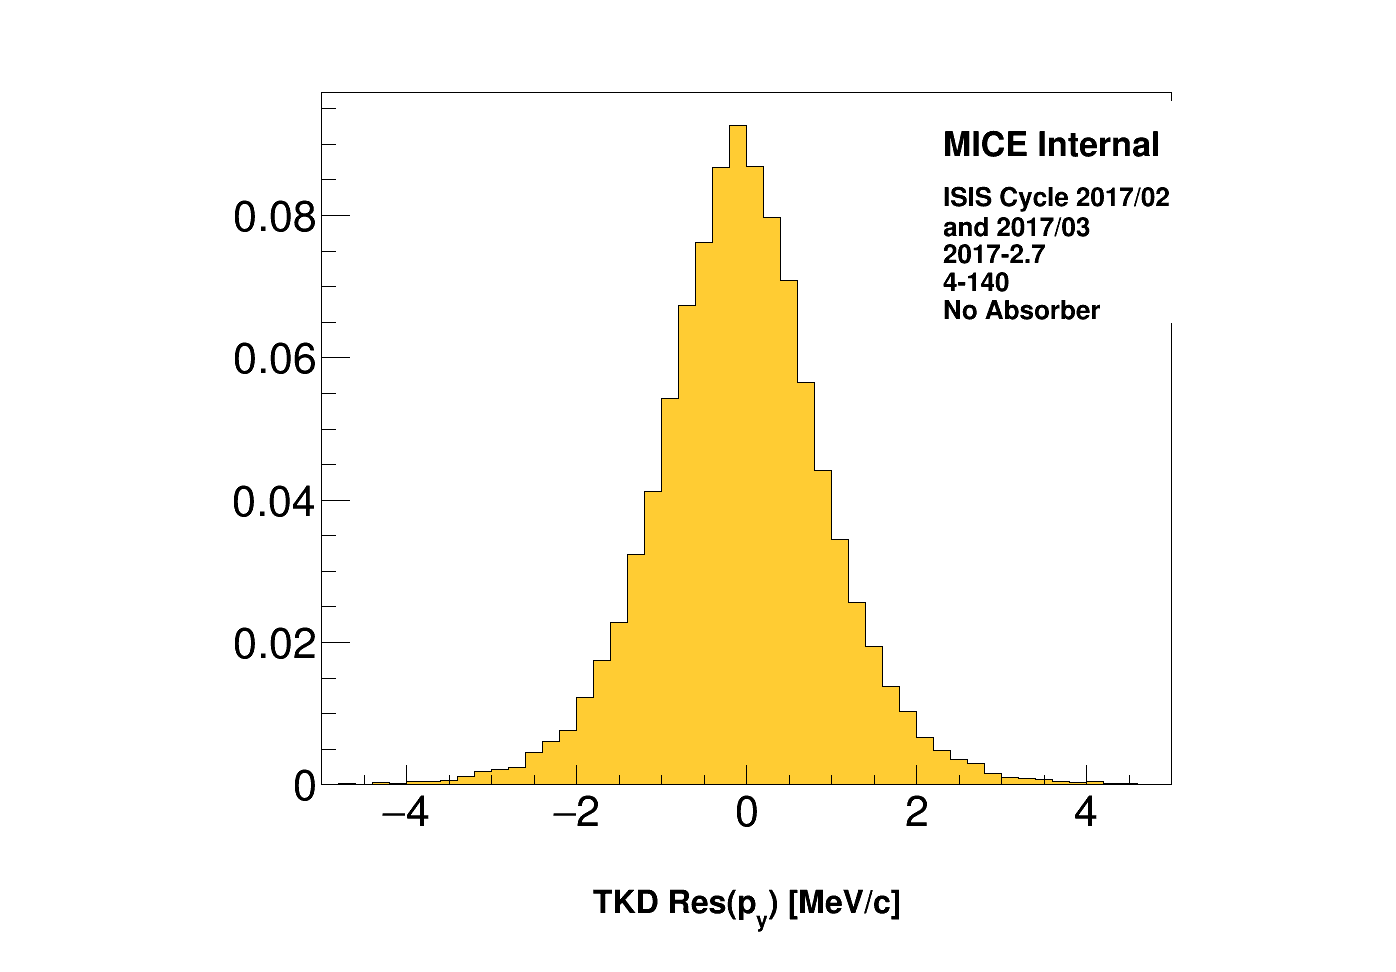 MICE Internal
ISIS Cycle 2017/02
and 2017/03
2017-2.7
4-140
No Absorber
0.08
0.06
0.04
0.02
0
−4 −2 0 2 4
TKD Res(p_y) [MeV/c]